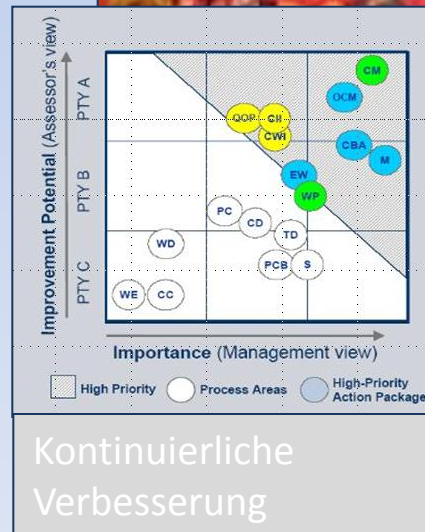 Improvement Potential (Assessor's view)
PTY A
PTY B
PTY C
CM
OCM
QOP
CII
CWI
CBA
M
EW
WP
PC
CD
TD
WD
PCB
S
WE
CC
Importance (Management view)
High Priority
Process Areas
High-Priority
Action Package
Kontinuierliche
Verbesserung